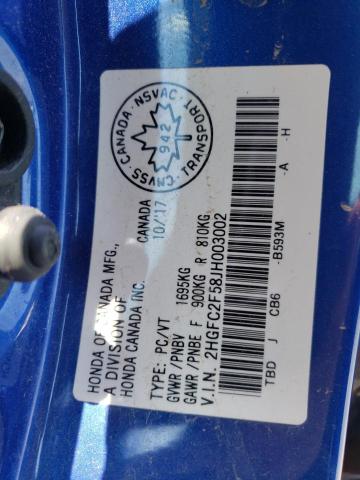 HONDA OF CANADA MFG.,
A DIVISION OF
HONDA CANADA INC.
CANADA
10/'17
CMVSS · CANADA · NSVAC · TRANSPORT
942
TYPE: PC/VT
GVWR /PNBV 1695KG
GAWR /PNBE F 900KG R 810KG
V.I.N. 2HGFC2F58JH003002
TBD J CB6 -B593M -A -H